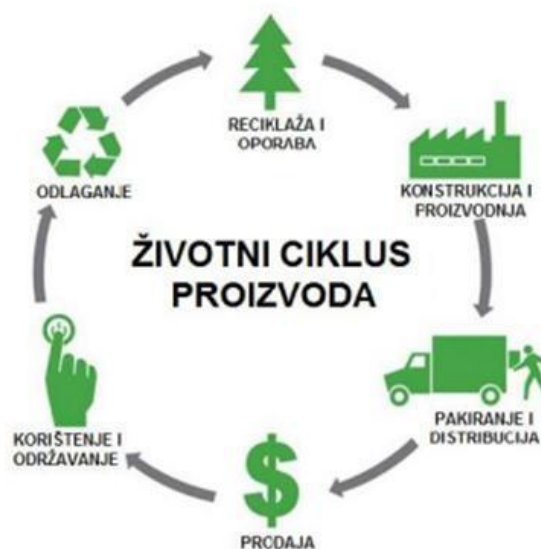 RECIKLAŽA I
OPORABA
KONSTRUKCIJA I
PROIZVODNJA
PAKIRANJE I
DISTRIBUCIJA
PRODAJA
KORIŠTENJE I
ODRŽAVANJE
ODLAGANJE
ŽIVOTNI CIKLUS
PROIZVODA